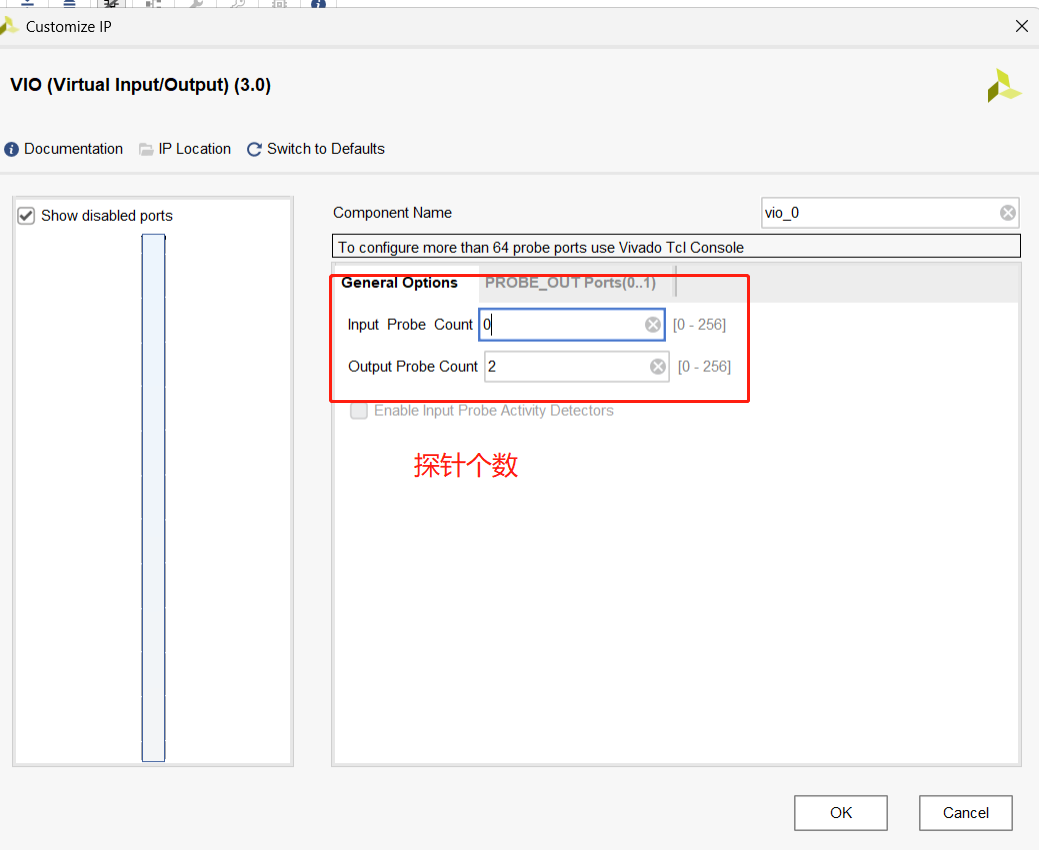 Customize IP
VIO (Virtual Input/Output) (3.0)
Documentation IP Location Switch to Defaults
Show disabled ports
Component Name vio_0
To configure more than 64 probe ports use Vivado Tcl Console
General Options PROBE_OUT Ports(0..1)
Input Probe Count 0 [0 - 256]
Output Probe Count 2 [0 - 256]
Enable Input Probe Activity Detectors
探针个数
OK Cancel